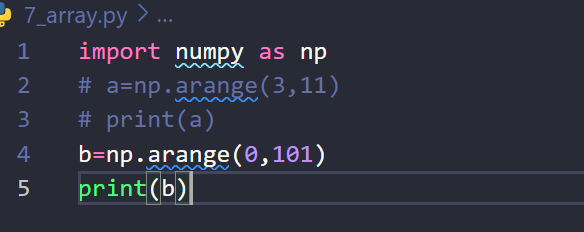 7_array.py > ...
1 import numpy as np
2 # a=np.arange(3,11)
3 # print(a)
4 b=np.arange(0,101)
5 print(b)